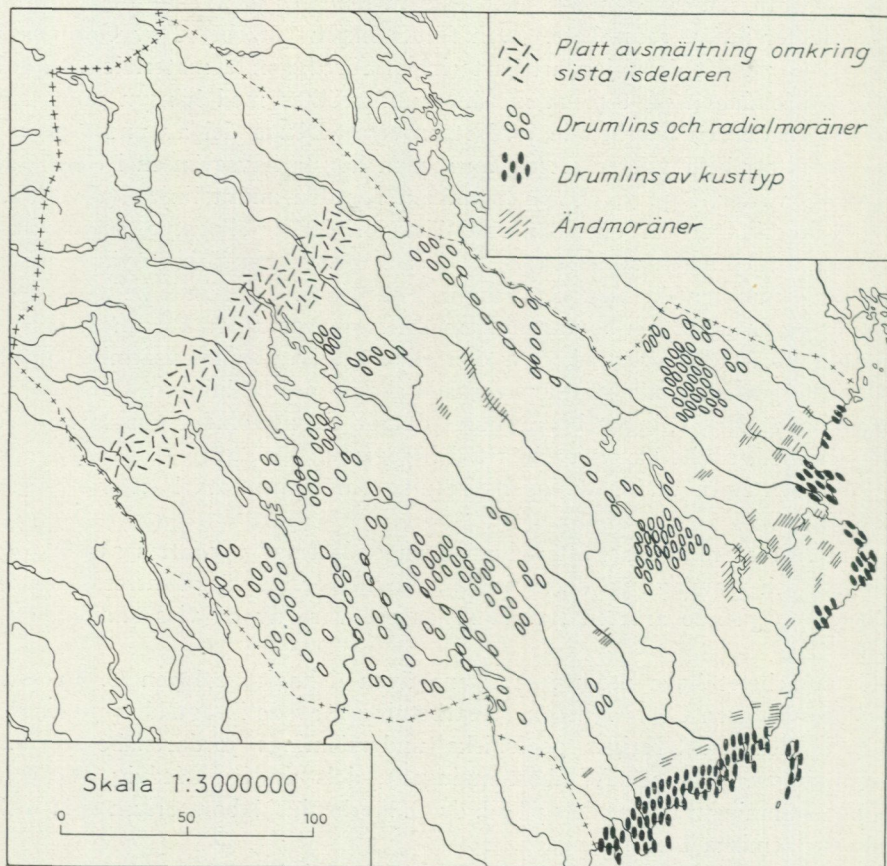 Platt avsmältning omkring
sista isdelaren
Drumlins och radialmoräner
Drumlins av kusttyp
Ändmoräner
Skala 1:3000000
0 50 100